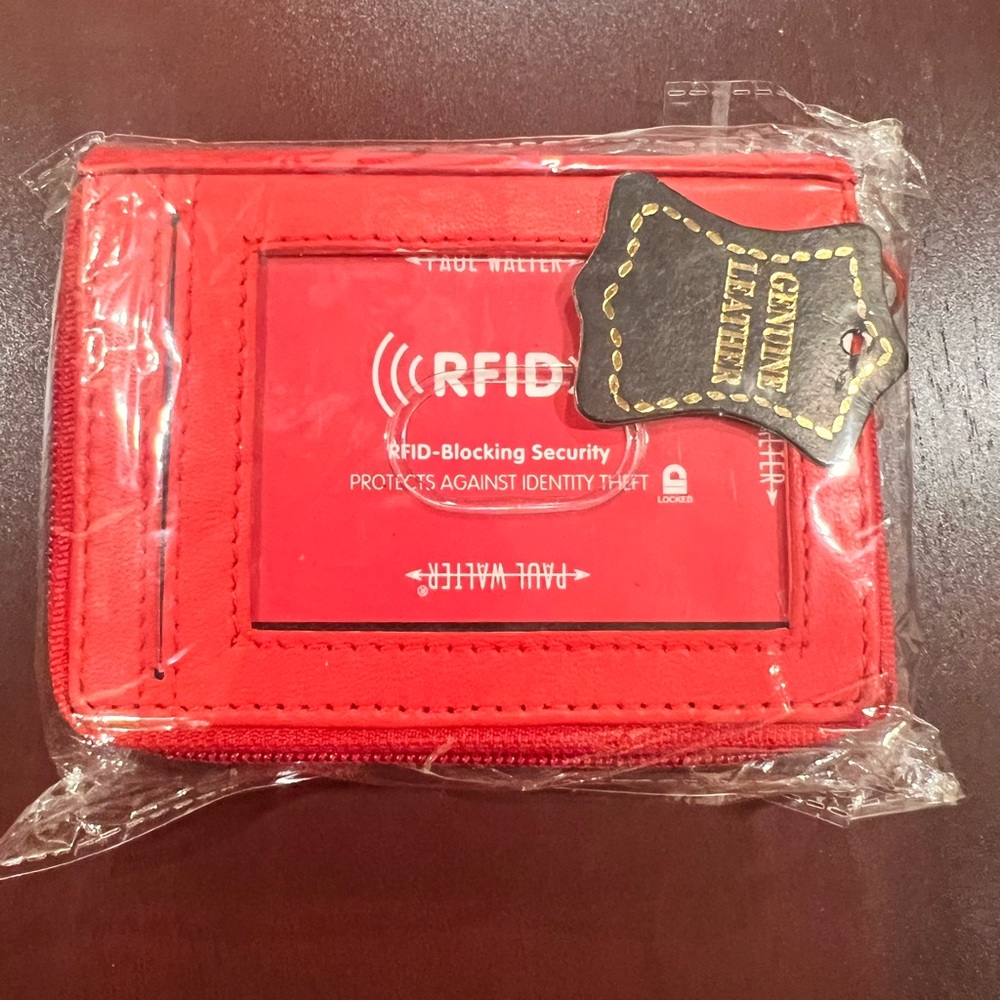 PAUL WALTER
RFID
RFID-Blocking Security
PROTECTS AGAINST IDENTITY THEFT
LOCKED
PAUL WALTER®
GENUINE
LEATHER